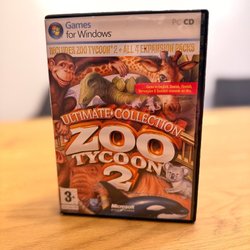 Games
for Windows
PC CD
INCLUDES ZOO TYCOON 2 + ALL 4 EXPANSION PACKS
ULTIMATE COLLECTION
ZOO
TYCOON
2
3+
Microsoft